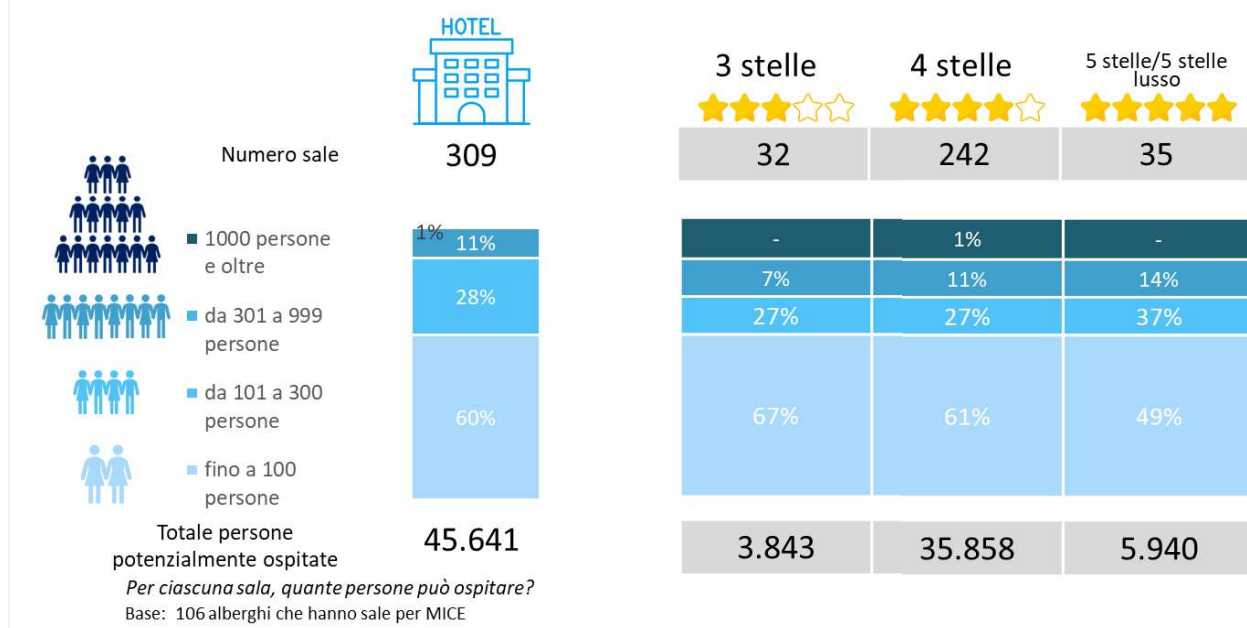 HOTEL
3 stelle
4 stelle
5 stelle/5 stelle
lusso
Numero sale
309
32
242
35
1000 persone
e oltre
1%
11%
-
1%
-
7%
11%
14%
28%
27%
27%
37%
da 301 a 999
persone
da 101 a 300
persone
60%
67%
61%
49%
fino a 100
persone
Totale persone
potenzialmente ospitate
45.641
3.843
35.858
5.940
Per ciascuna sala, quante persone può ospitare?
Base: 106 alberghi che hanno sale per MICE